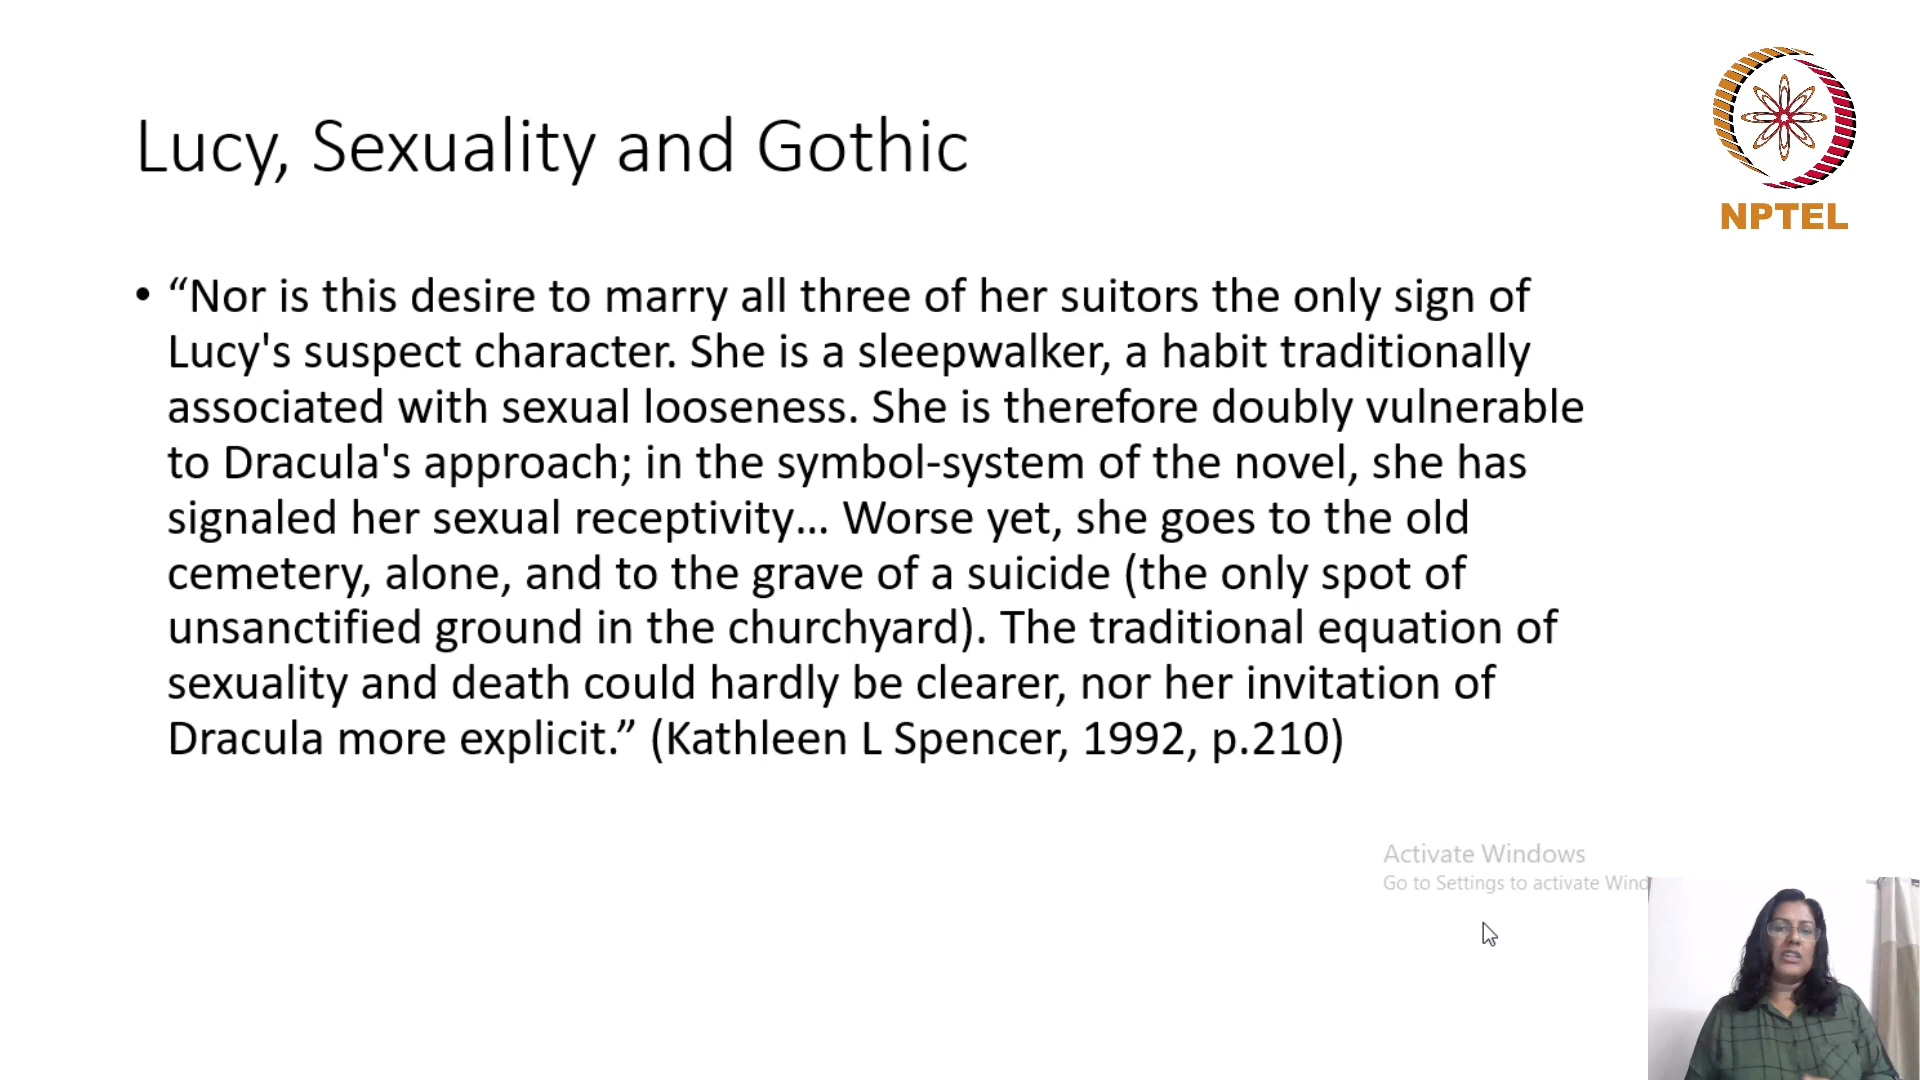 Lucy, Sexuality and Gothic
NPTEL
• “Nor is this desire to marry all three of her suitors the only sign of
Lucy's suspect character. She is a sleepwalker, a habit traditionally
associated with sexual looseness. She is therefore doubly vulnerable
to Dracula's approach; in the symbol-system of the novel, she has
signaled her sexual receptivity... Worse yet, she goes to the old
cemetery, alone, and to the grave of a suicide (the only spot of
unsanctified ground in the churchyard). The traditional equation of
sexuality and death could hardly be clearer, nor her invitation of
Dracula more explicit.” (Kathleen L Spencer, 1992, p.210)
Activate Windows
Go to Settings to activate Wind